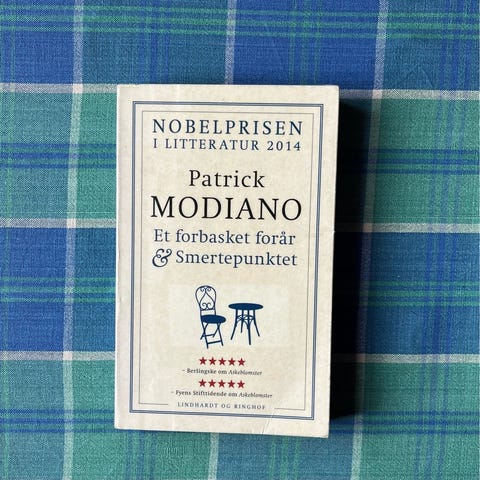 NOBELPRISEN
I LITTERATUR 2014
Patrick
MODIANO
Et forbasket forår
& Smertepunktet
★★★★★
– Berlingske om Askeblomster
★★★★★
– Fyens Stiftstidende om Askeblomster
LINDHARDT OG RINGHOF